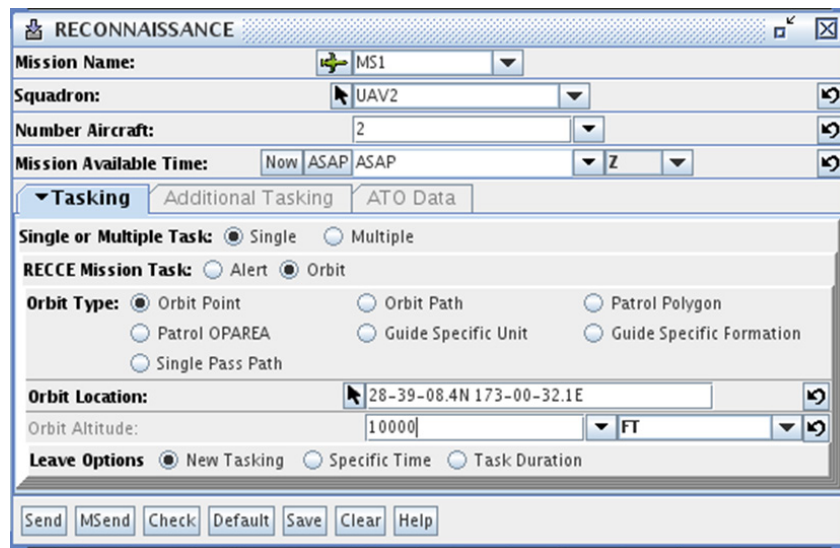 RECONNAISSANCE
Mission Name: MS1
Squadron: UAV2
Number Aircraft: 2
Mission Available Time: Now ASAP ASAP Z
Tasking Additional Tasking ATO Data
Single or Multiple Task: Single Multiple
RECCE Mission Task: Alert Orbit
Orbit Type: Orbit Point Orbit Path Patrol Polygon
Patrol OPAREA Guide Specific Unit Guide Specific Formation
Single Pass Path
Orbit Location: 28-39-08.4N 173-00-32.1E
Orbit Altitude: 10000 FT
Leave Options New Tasking Specific Time Task Duration
Send MSend Check Default Save Clear Help